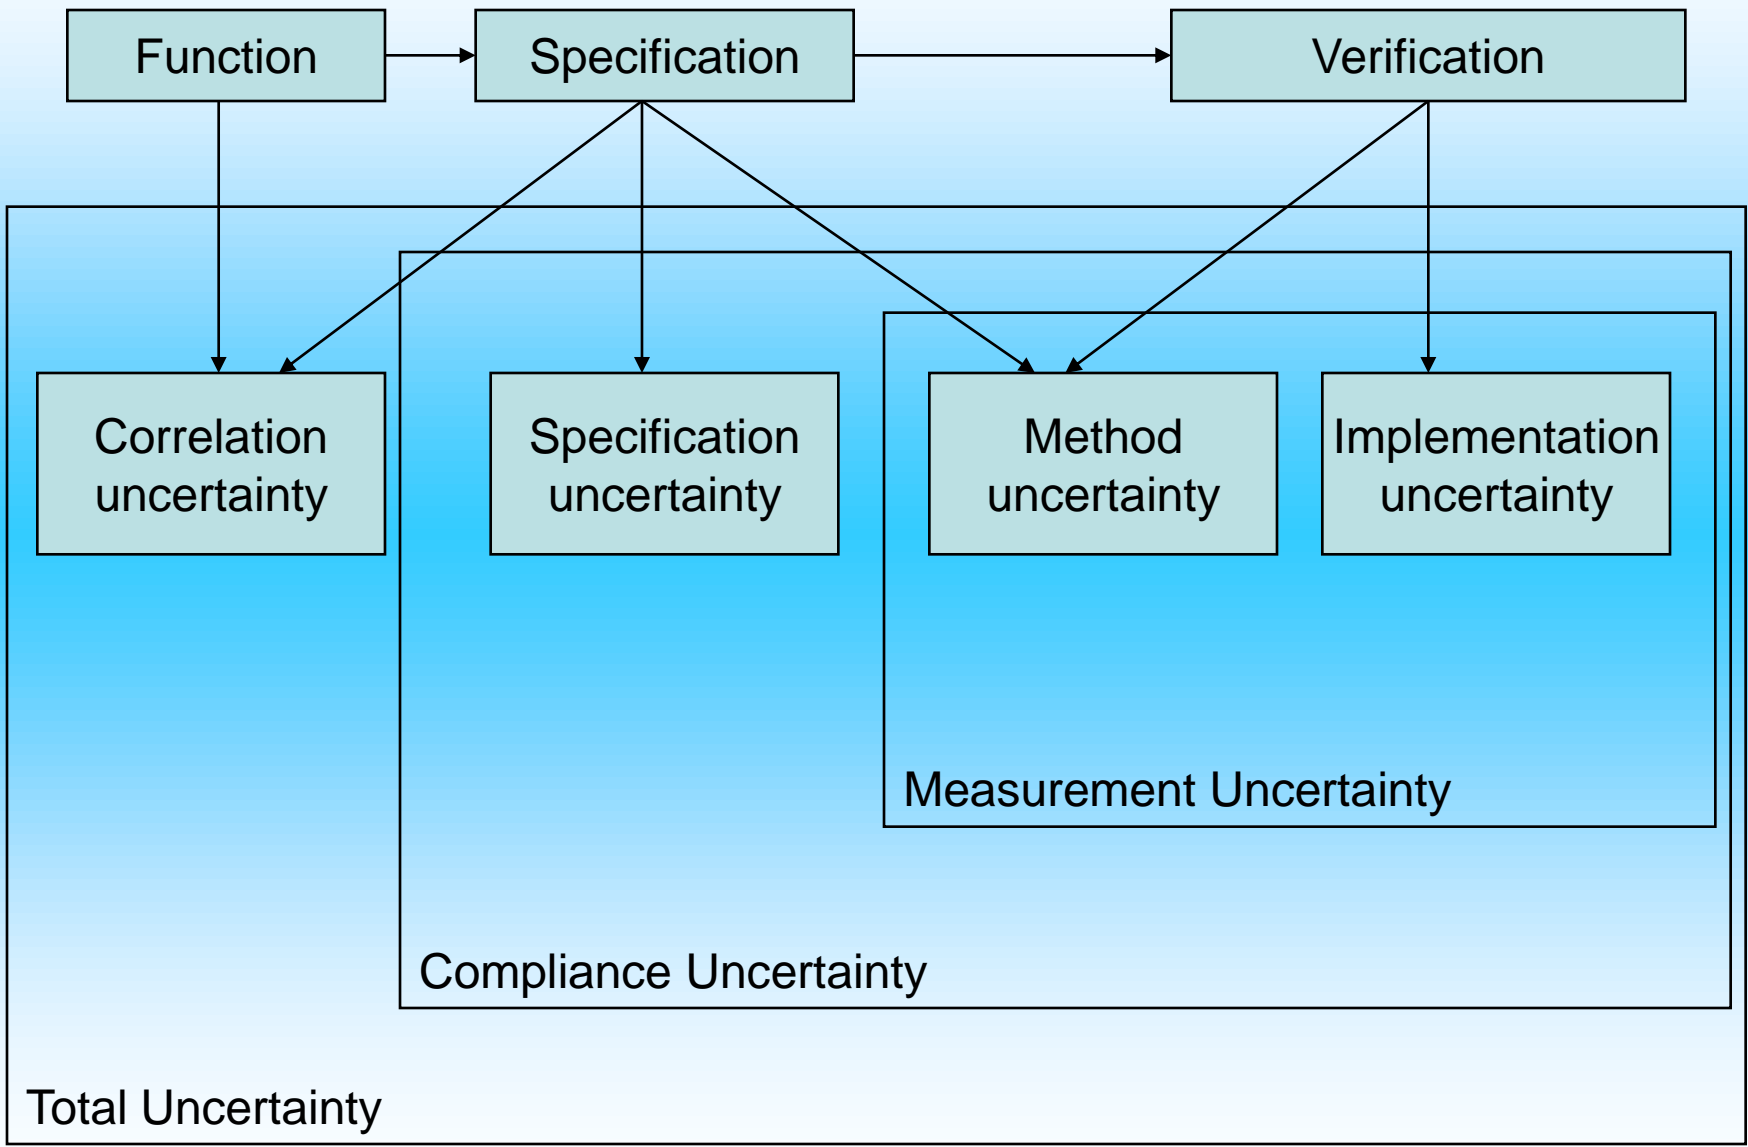 Function
Specification
Verification
Correlation
uncertainty
Specification
uncertainty
Method
uncertainty
Implementation
uncertainty
Measurement Uncertainty
Compliance Uncertainty
Total Uncertainty